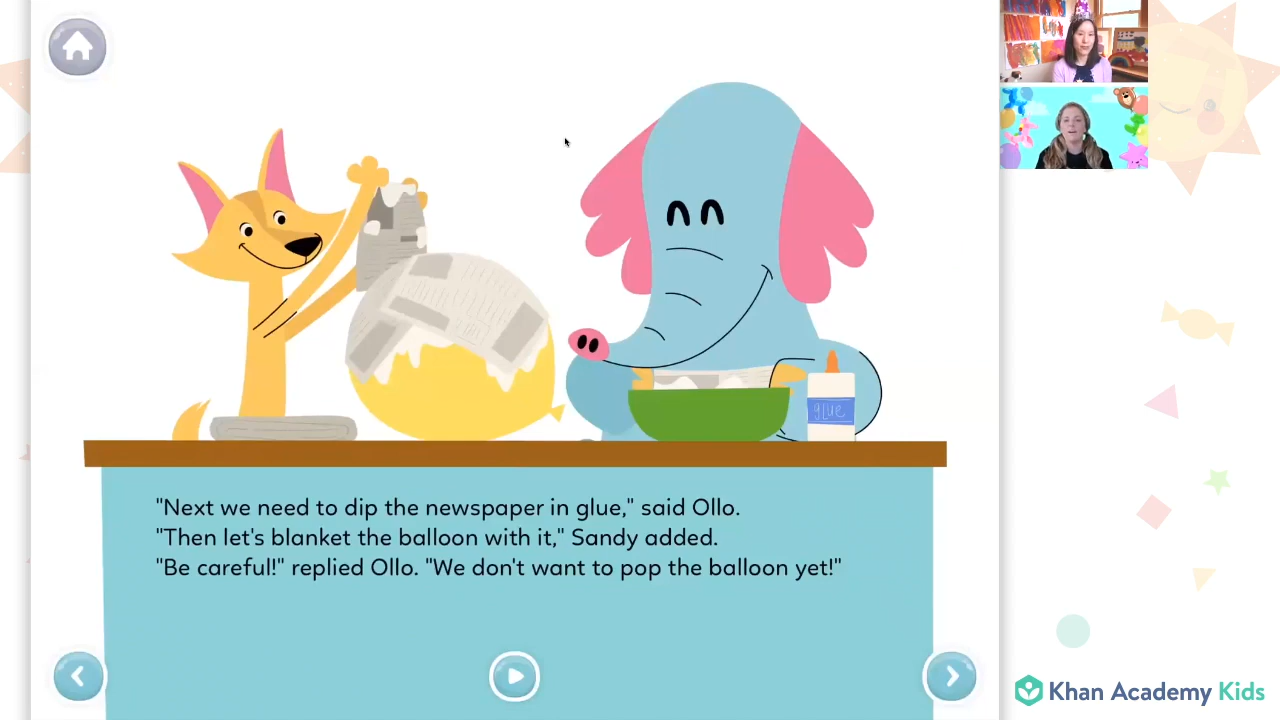 glue
"Next we need to dip the newspaper in glue," said Ollo.
"Then let's blanket the balloon with it," Sandy added.
"Be careful!" replied Ollo. "We don't want to pop the balloon yet!"
Khan Academy Kids